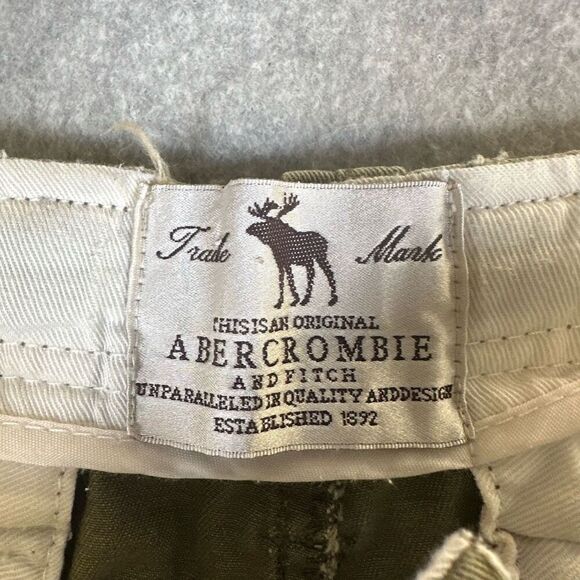 Trade Mark
THIS IS AN ORIGINAL
ABERCROMBIE
AND FITCH
UNPARALLELED IN QUALITY AND DESIGN
ESTABLISHED 1892